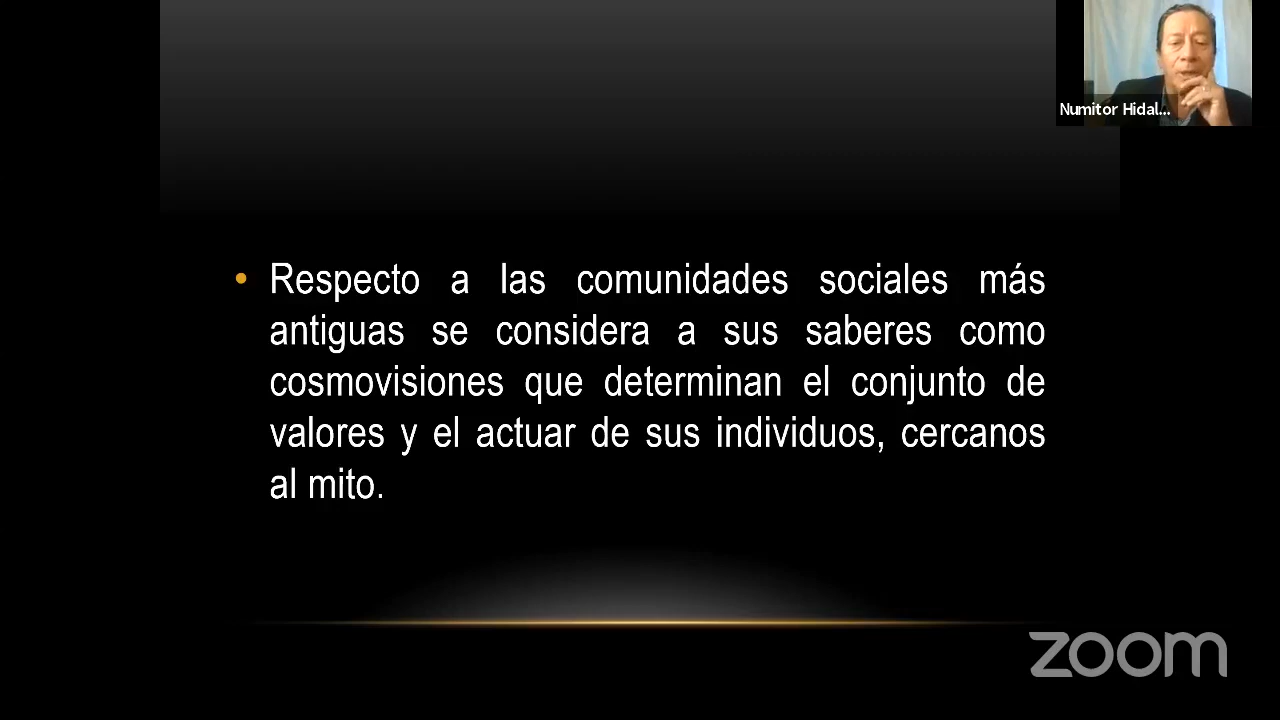 Numitor Hidal...
• Respecto a las comunidades sociales más
antiguas se considera a sus saberes como
cosmovisiones que determinan el conjunto de
valores y el actuar de sus individuos, cercanos
al mito.
zoom